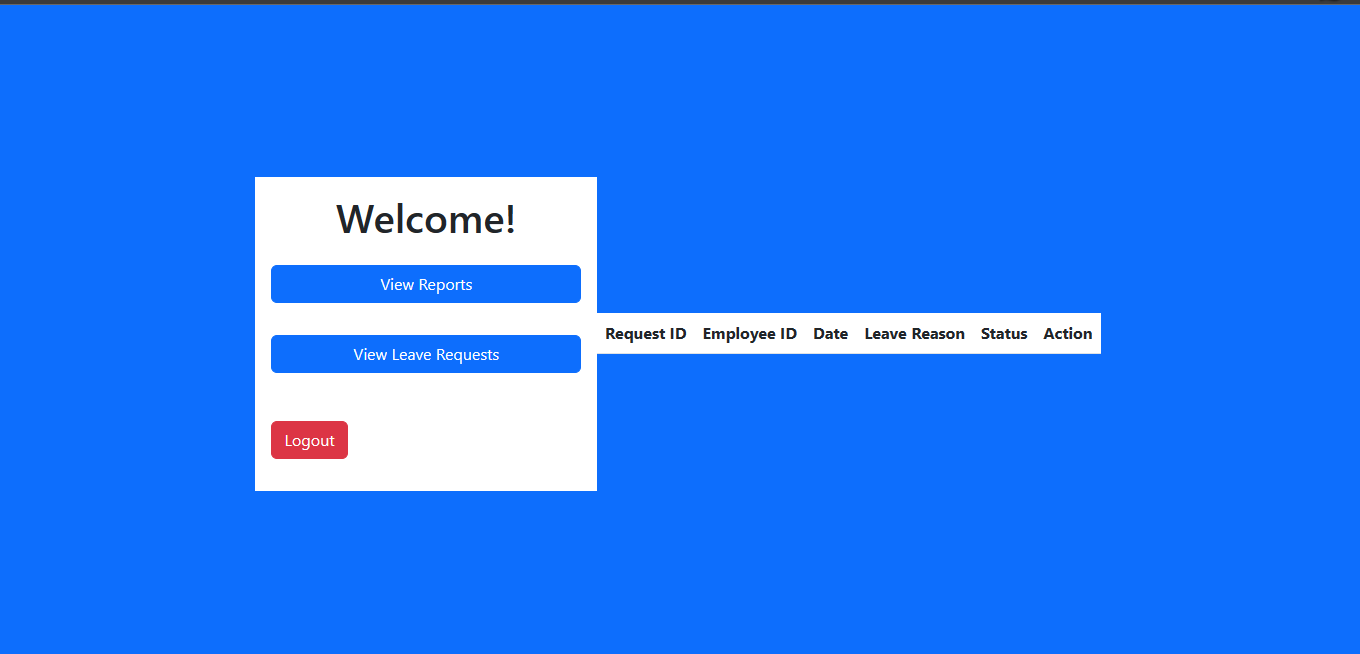 Welcome!
View Reports
View Leave Requests
Logout
Request ID Employee ID Date Leave Reason Status Action